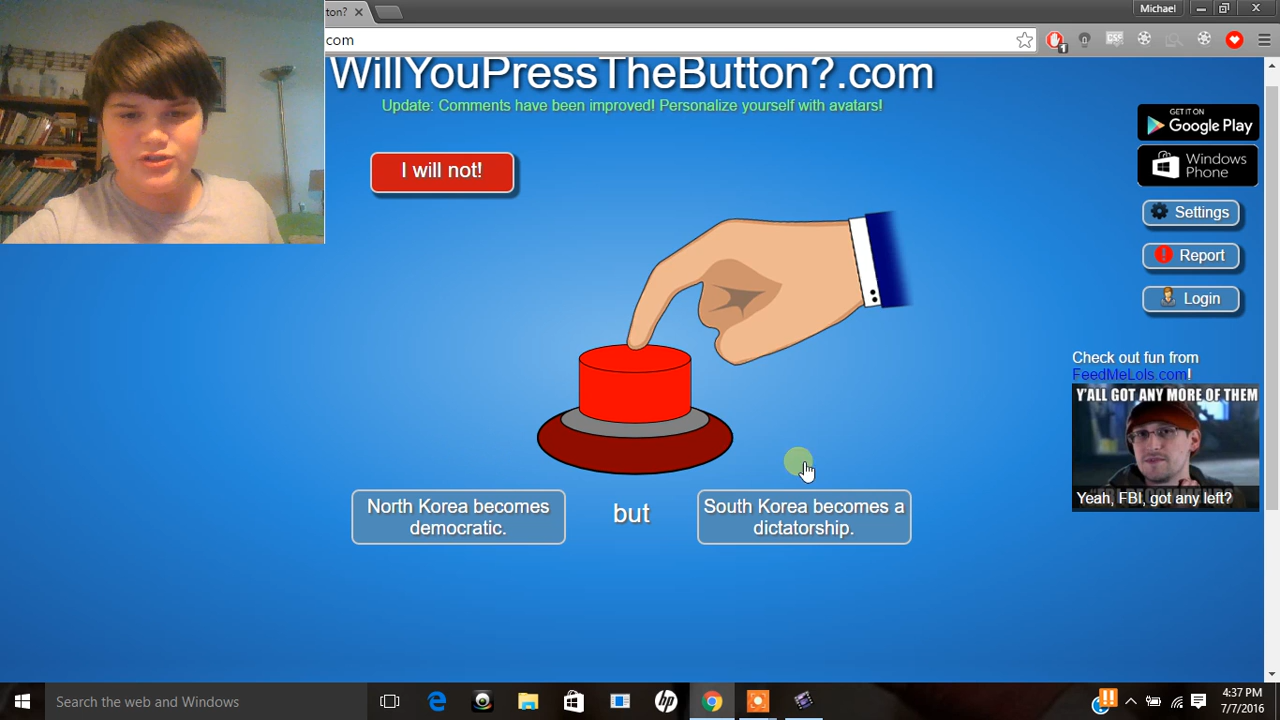 ton?
Michael
com
CSF
1
WillYouPressTheButton?.com
Update: Comments have been improved! Personalize yourself with avatars!
I will not!
GET IT ON
Google Play
Windows
Phone
Settings
Report
Login
Check out fun from
FeedMeLols.com!
Y'ALL GOT ANY MORE OF THEM
Yeah, FBI, got any left?
North Korea becomes
democratic.
but
South Korea becomes a
dictatorship.
Search the web and Windows
hp
4:37 PM
7/7/2016